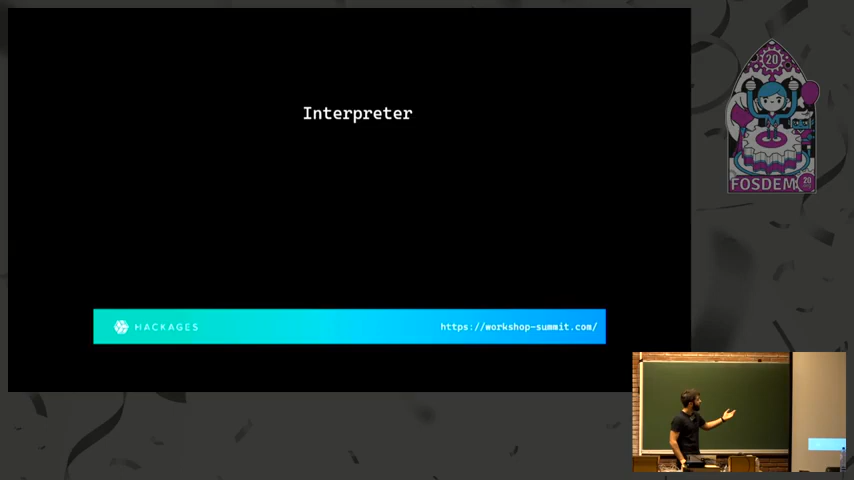 Interpreter
HACKAGES
https://workshop-summit.com/
20
FOSDEM
20